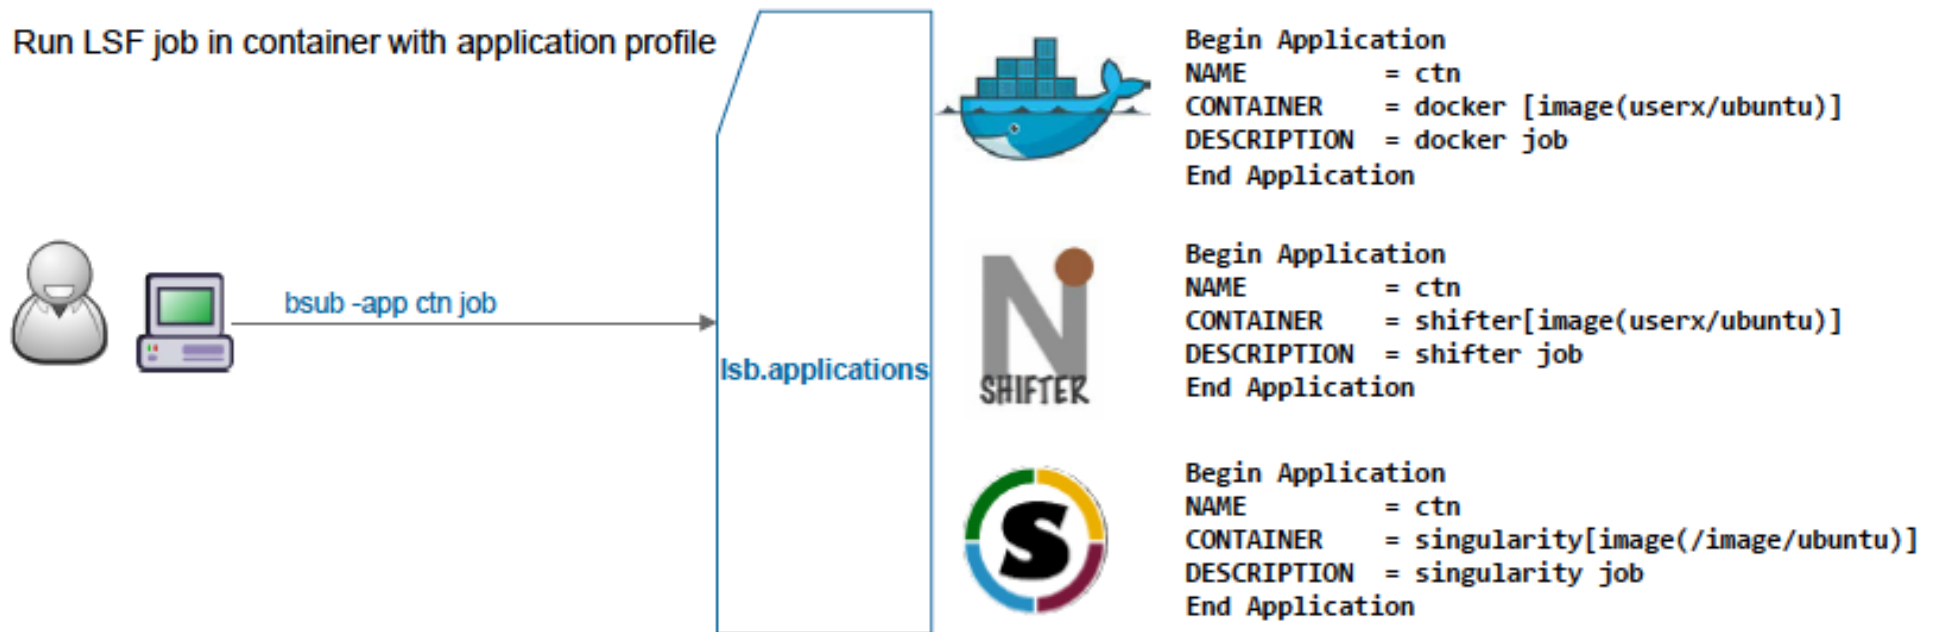 Run LSF job in container with application profile
bsub -app ctn job
lsb.applications
Begin Application
NAME         = ctn
CONTAINER    = docker [image(userx/ubuntu)]
DESCRIPTION  = docker job
End Application
SHIFTER
Begin Application
NAME         = ctn
CONTAINER    = shifter[image(userx/ubuntu)]
DESCRIPTION  = shifter job
End Application
S
Begin Application
NAME         = ctn
CONTAINER    = singularity[image(/image/ubuntu)]
DESCRIPTION  = singularity job
End Application